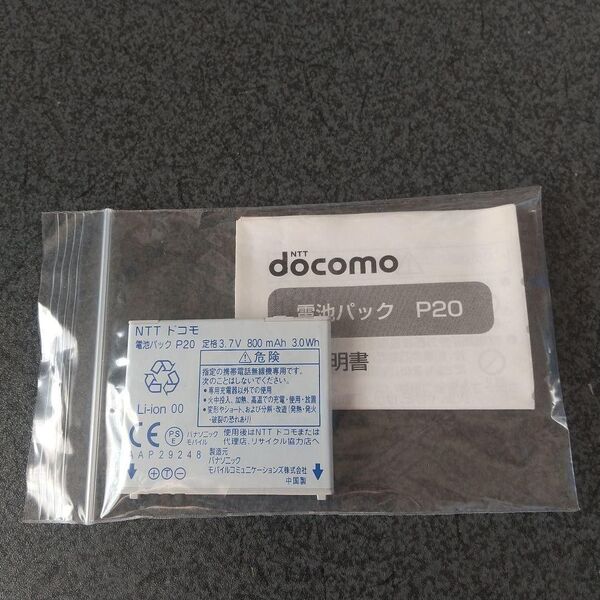 NTT
docomo
電池パック P20
明書
NTT ドコモ
電池パック P20 定格 3.7V 800 mAh 3.0Wh
危険
指定の携帯電話無線機専用です。
次のことはしないでください。
・専用充電器以外での使用
・火中投入、加熱、高温での充電・使用・放置
・変形やショート、および分解・改造(発熱・発火
・破裂の恐れあり)
Li-ion 00
CE
PS
E
パナソニック
モバイル
使用後はNTT ドコモまたは
代理店、リサイクル協力店へ
AAP29248
製造元
パナソニック
モバイルコミュニケーションズ株式会社
中国製